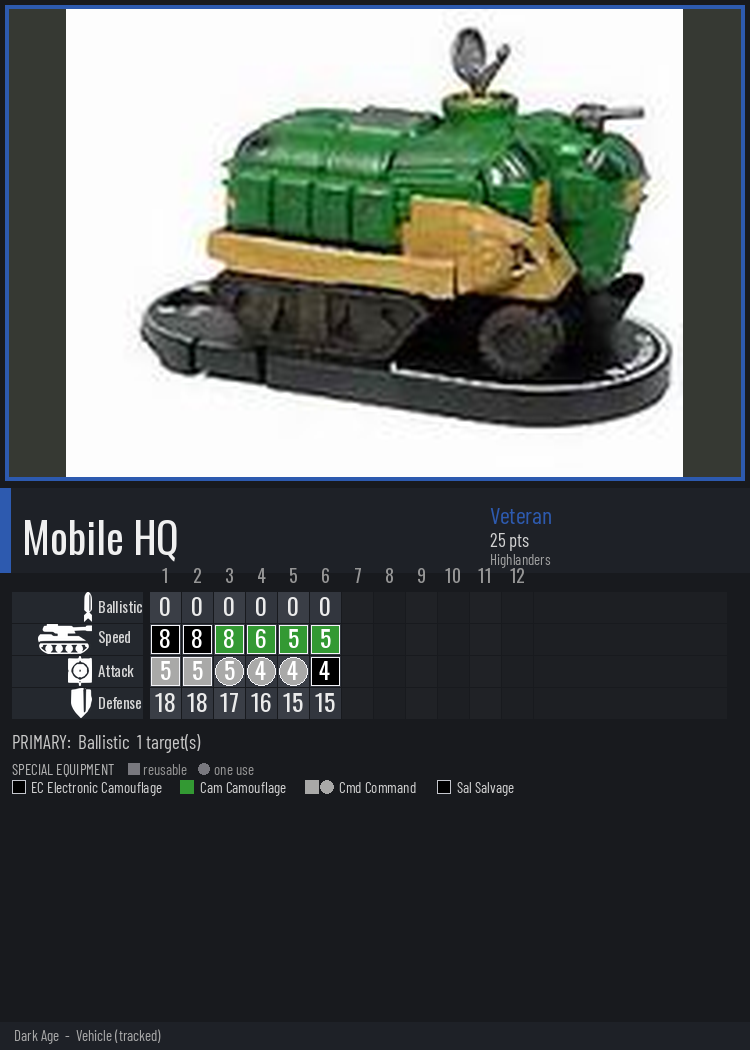 Mobile HQ
Veteran
25 pts
Highlanders
1 2 3 4 5 6 7 8 9 10 11 12
Ballistic 0 0 0 0 0 0
Speed 8 8 8 6 5 5
Attack 5 5 5 4 4 4
Defense 18 18 17 16 15 15
PRIMARY: Ballistic 1 target(s)
SPECIAL EQUIPMENT reusable one use
EC Electronic Camouflage Cam Camouflage Cmd Command Sal Salvage
Dark Age - Vehicle (tracked)